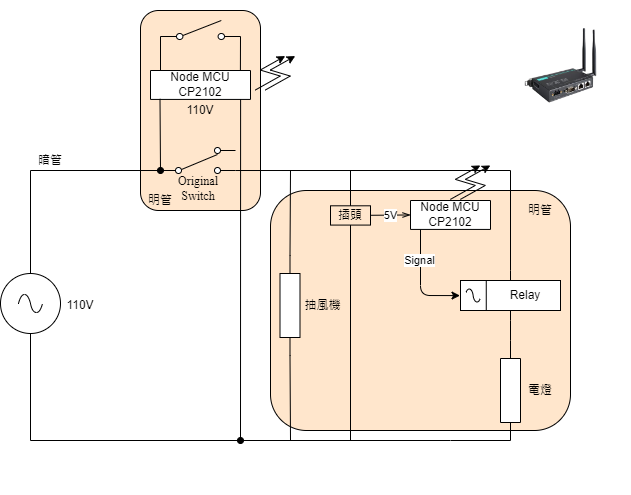 Node MCU
CP2102
110V
暗管
Original
Switch
明管
插頭
5V
Node MCU
CP2102
明管
Signal
110V
抽風機
Relay
電燈